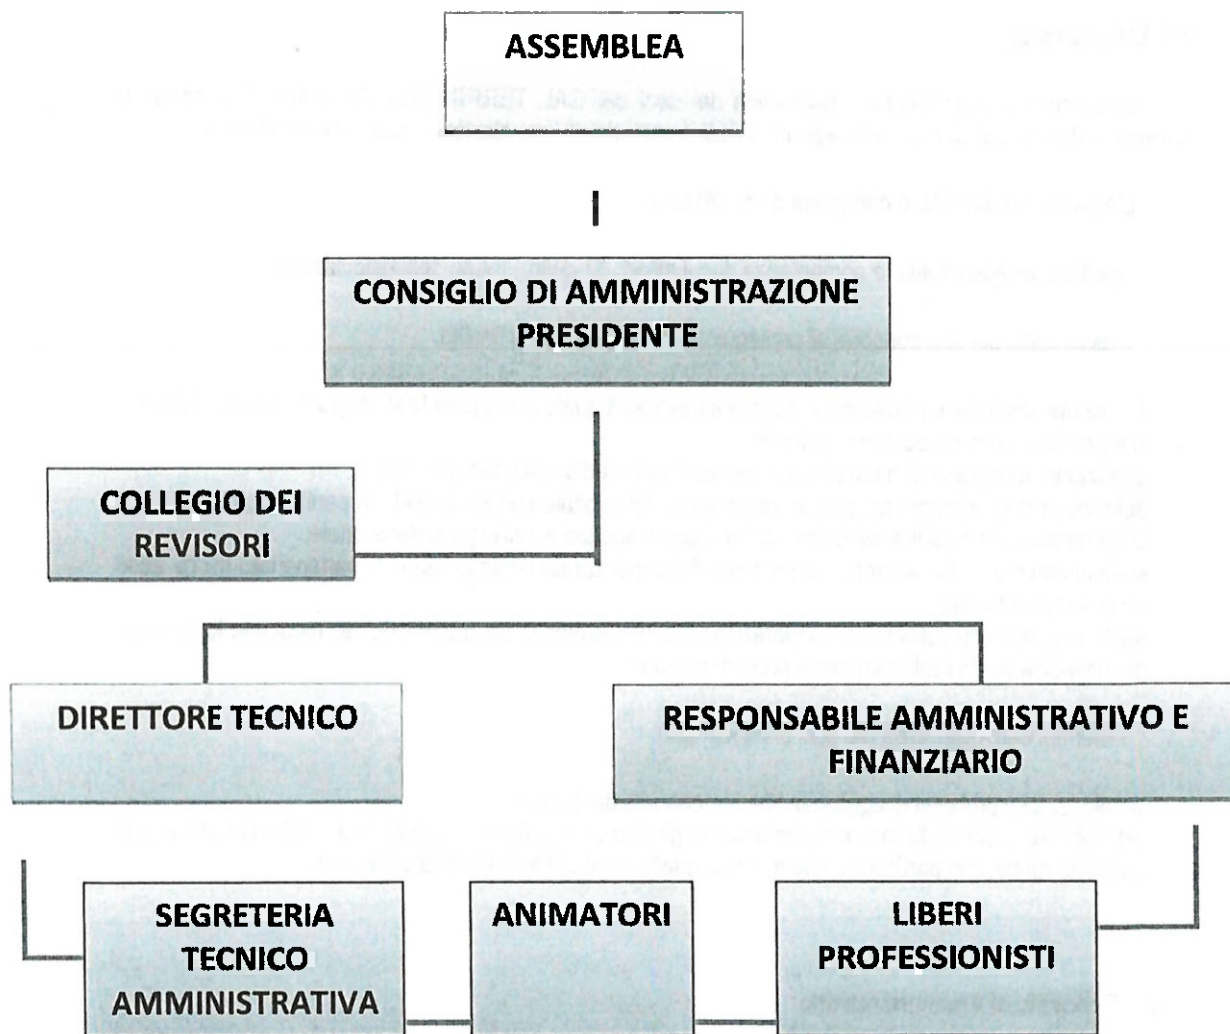 ASSEMBLEA
CONSIGLIO DI AMMINISTRAZIONE
PRESIDENTE
COLLEGIO DEI
REVISORI
DIRETTORE TECNICO
RESPONSABILE AMMINISTRATIVO E
FINANZIARIO
SEGRETERIA
TECNICO
AMMINISTRATIVA
ANIMATORI
LIBERI
PROFESSIONISTI